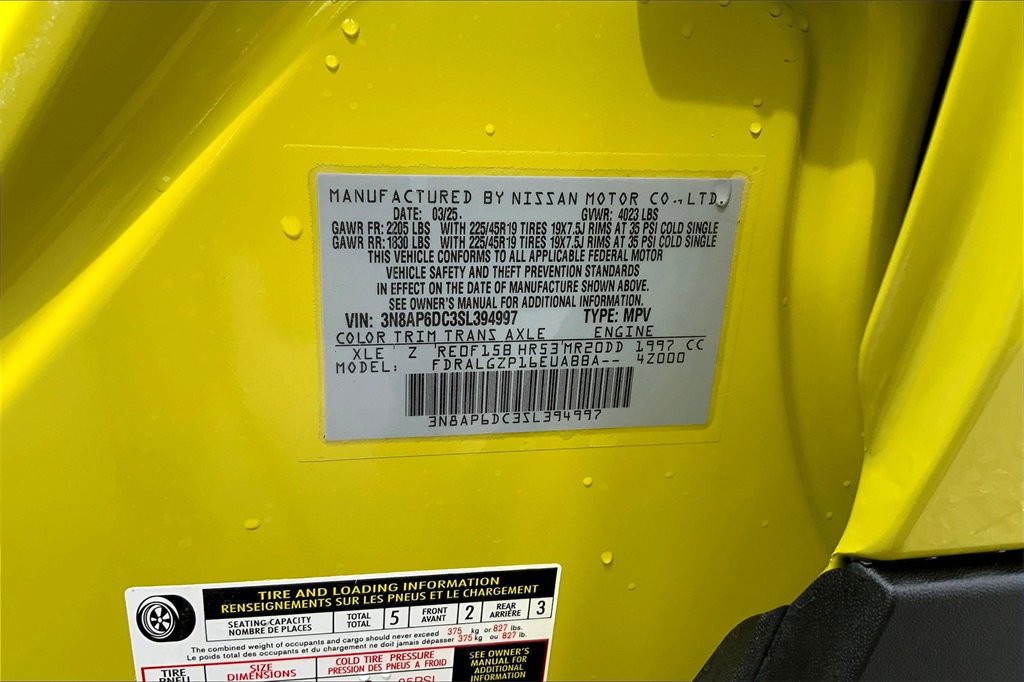 MANUFACTURED BY NISSAN MOTOR CO., LTD.
DATE: 03/25. GVWR: 4023 LBS
GAWR FR: 2205 LBS WITH 225/45R19 TIRES 19X7.5J RIMS AT 35 PSI COLD SINGLE
GAWR RR: 1830 LBS WITH 225/45R19 TIRES 19X7.5J RIMS AT 35 PSI COLD SINGLE
THIS VEHICLE CONFORMS TO ALL APPLICABLE FEDERAL MOTOR
VEHICLE SAFETY AND THEFT PREVENTION STANDARDS
IN EFFECT ON THE DATE OF MANUFACTURE SHOWN ABOVE.
SEE OWNER'S MANUAL FOR ADDITIONAL INFORMATION.
VIN: 3N8AP6DC3SL394997 TYPE: MPV
COLOR TRIM TRANS AXLE ENGINE
XLE Z RE0F15B HR53 MR20DD 1997 CC
MODEL: FDRALGZP16EUABBA-- 4Z000
3N8AP6DC3SL394997
TIRE AND LOADING INFORMATION
RENSEIGNEMENTS SUR LES PNEUS ET LE CHARGEMENT
SEATING CAPACITY TOTAL 5 FRONT 2 REAR 3
NOMBRE DE PLACES TOTAL AVANT ARRIÈRE
The combined weight of occupants and cargo should never exceed 375 kg or 827 lbs.
Le poids total des occupants et du chargement ne doit jamais dépasser 375 kg ou 827 lb.
TIRE SIZE COLD TIRE PRESSURE SEE OWNER'S
PNEU DIMENSIONS PRESSION DES PNEUS A FROID MANUAL FOR
ADDITIONAL
INFORMATION